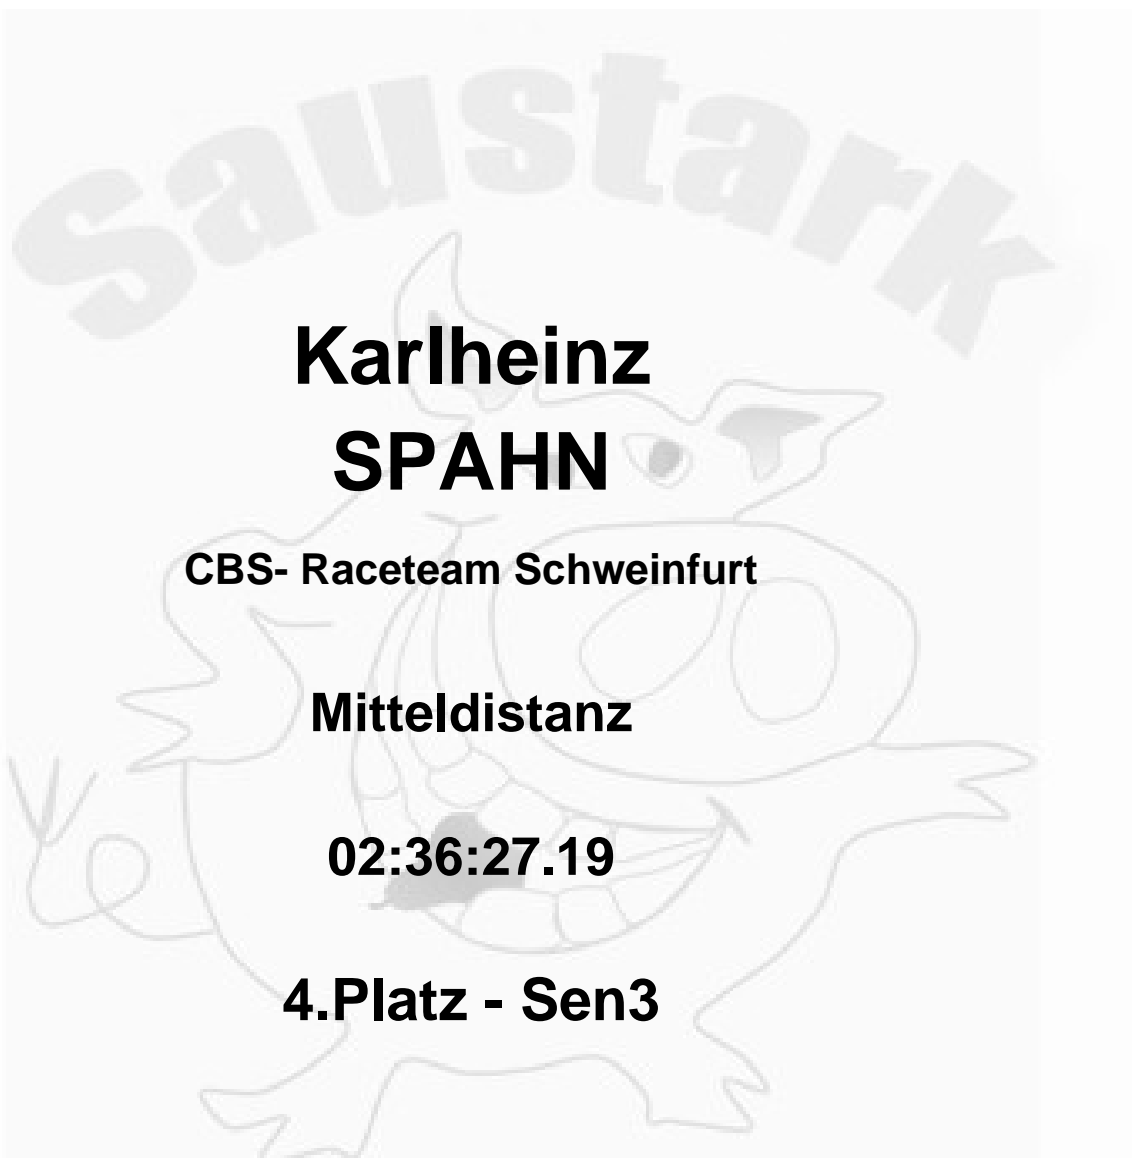 Saustark
Karlheinz
SPAHN
CBS- Raceteam Schweinfurt
Mitteldistanz
02:36:27.19
4.Platz - Sen3